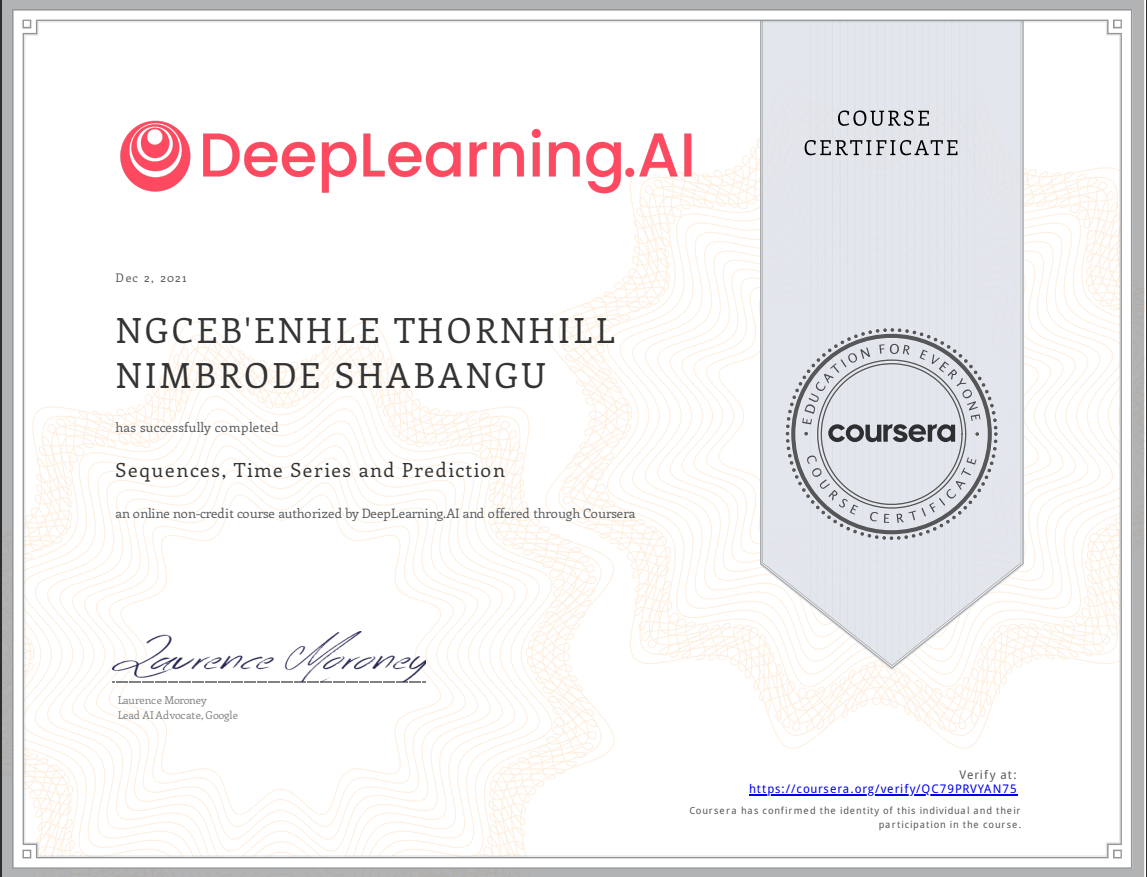 DeepLearning.AI
COURSE
CERTIFICATE
Dec 2, 2021
NGCEB'ENHLE THORNHILL
NIMBRODE SHABANGU
has successfully completed
Sequences, Time Series and Prediction
an online non-credit course authorized by DeepLearning.AI and offered through Coursera
EDUCATION FOR EVERYONE
coursera
COURSE CERTIFICATE
Laurence Moroney
Laurence Moroney
Lead AI Advocate, Google
Verify at:
https://coursera.org/verify/QC79PRVYAN75
Coursera has confirmed the identity of this individual and their
participation in the course.